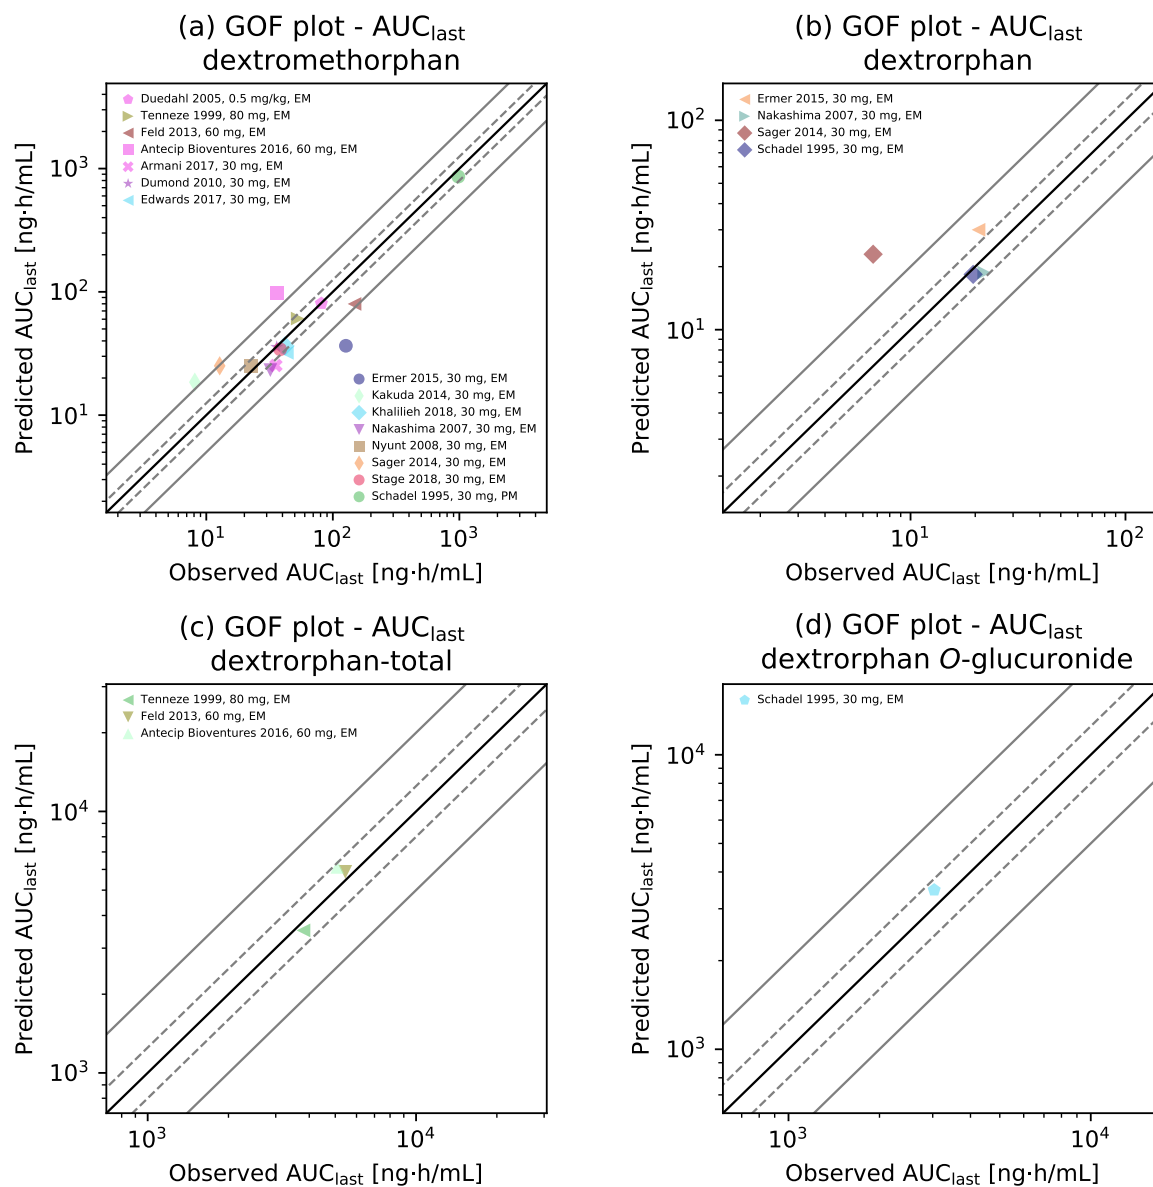 (a) GOF plot - AUClast
dextromethorphan
Predicted AUClast [ng·h/mL]
10³
10²
10¹
Duedahl 2005, 0.5 mg/kg, EM
Tenneze 1999, 80 mg, EM
Feld 2013, 60 mg, EM
Antecip Bioventures 2016, 60 mg, EM
Armani 2017, 30 mg, EM
Dumond 2010, 30 mg, EM
Edwards 2017, 30 mg, EM
Ermer 2015, 30 mg, EM
Kakuda 2014, 30 mg, EM
Khalilieh 2018, 30 mg, EM
Nakashima 2007, 30 mg, EM
Nyunt 2008, 30 mg, EM
Sager 2014, 30 mg, EM
Stage 2018, 30 mg, EM
Schadel 1995, 30 mg, PM
10¹ 10² 10³
Observed AUClast [ng·h/mL]
(b) GOF plot - AUClast
dextrorphan
Predicted AUClast [ng·h/mL]
10²
10¹
Ermer 2015, 30 mg, EM
Nakashima 2007, 30 mg, EM
Sager 2014, 30 mg, EM
Schadel 1995, 30 mg, EM
10¹ 10²
Observed AUClast [ng·h/mL]
(c) GOF plot - AUClast
dextrorphan-total
Predicted AUClast [ng·h/mL]
10⁴
10³
Tenneze 1999, 80 mg, EM
Feld 2013, 60 mg, EM
Antecip Bioventures 2016, 60 mg, EM
10³ 10⁴
Observed AUClast [ng·h/mL]
(d) GOF plot - AUClast
dextrorphan O-glucuronide
Predicted AUClast [ng·h/mL]
10⁴
10³
Schadel 1995, 30 mg, EM
10³ 10⁴
Observed AUClast [ng·h/mL]